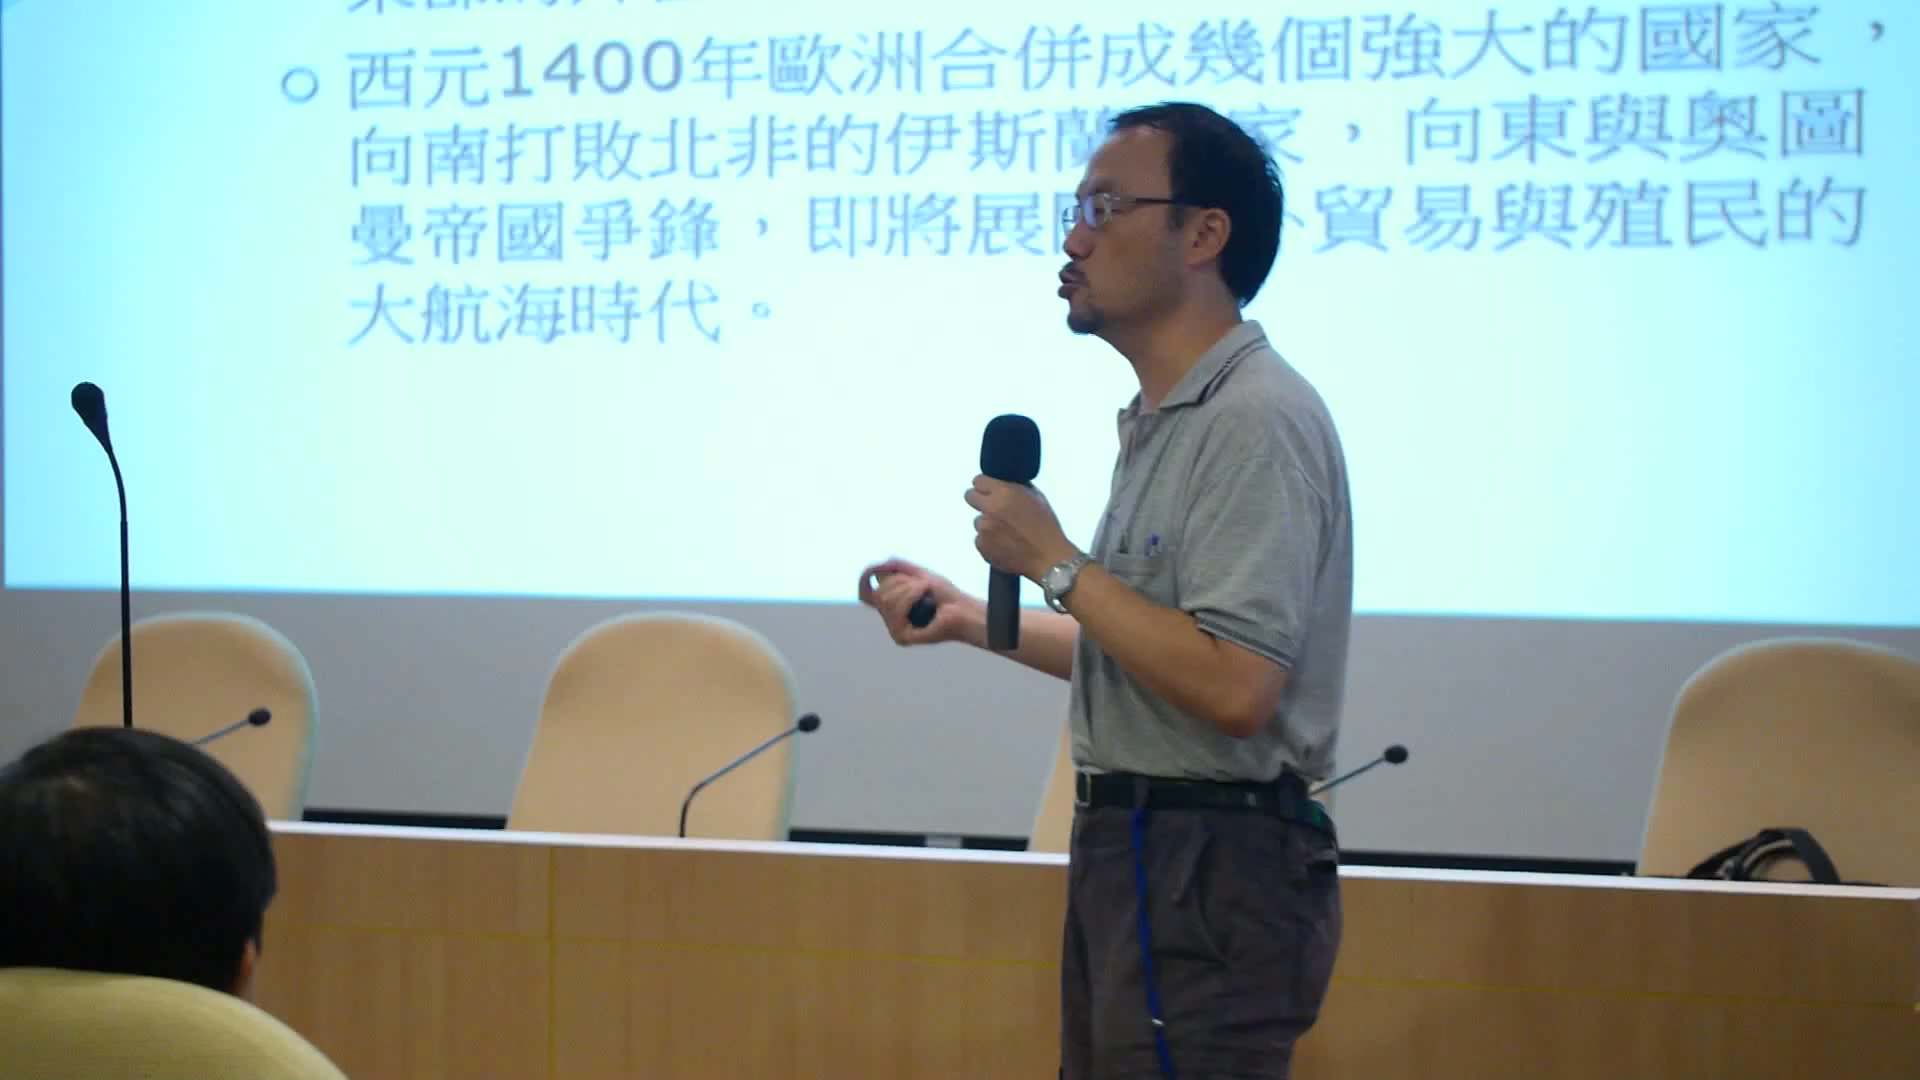 西元1400年歐洲合併成幾個強大的國家，
向南打敗北非的伊斯蘭 家，向東與奧圖
曼帝國爭鋒，即將展 貿易與殖民的
大航海時代。